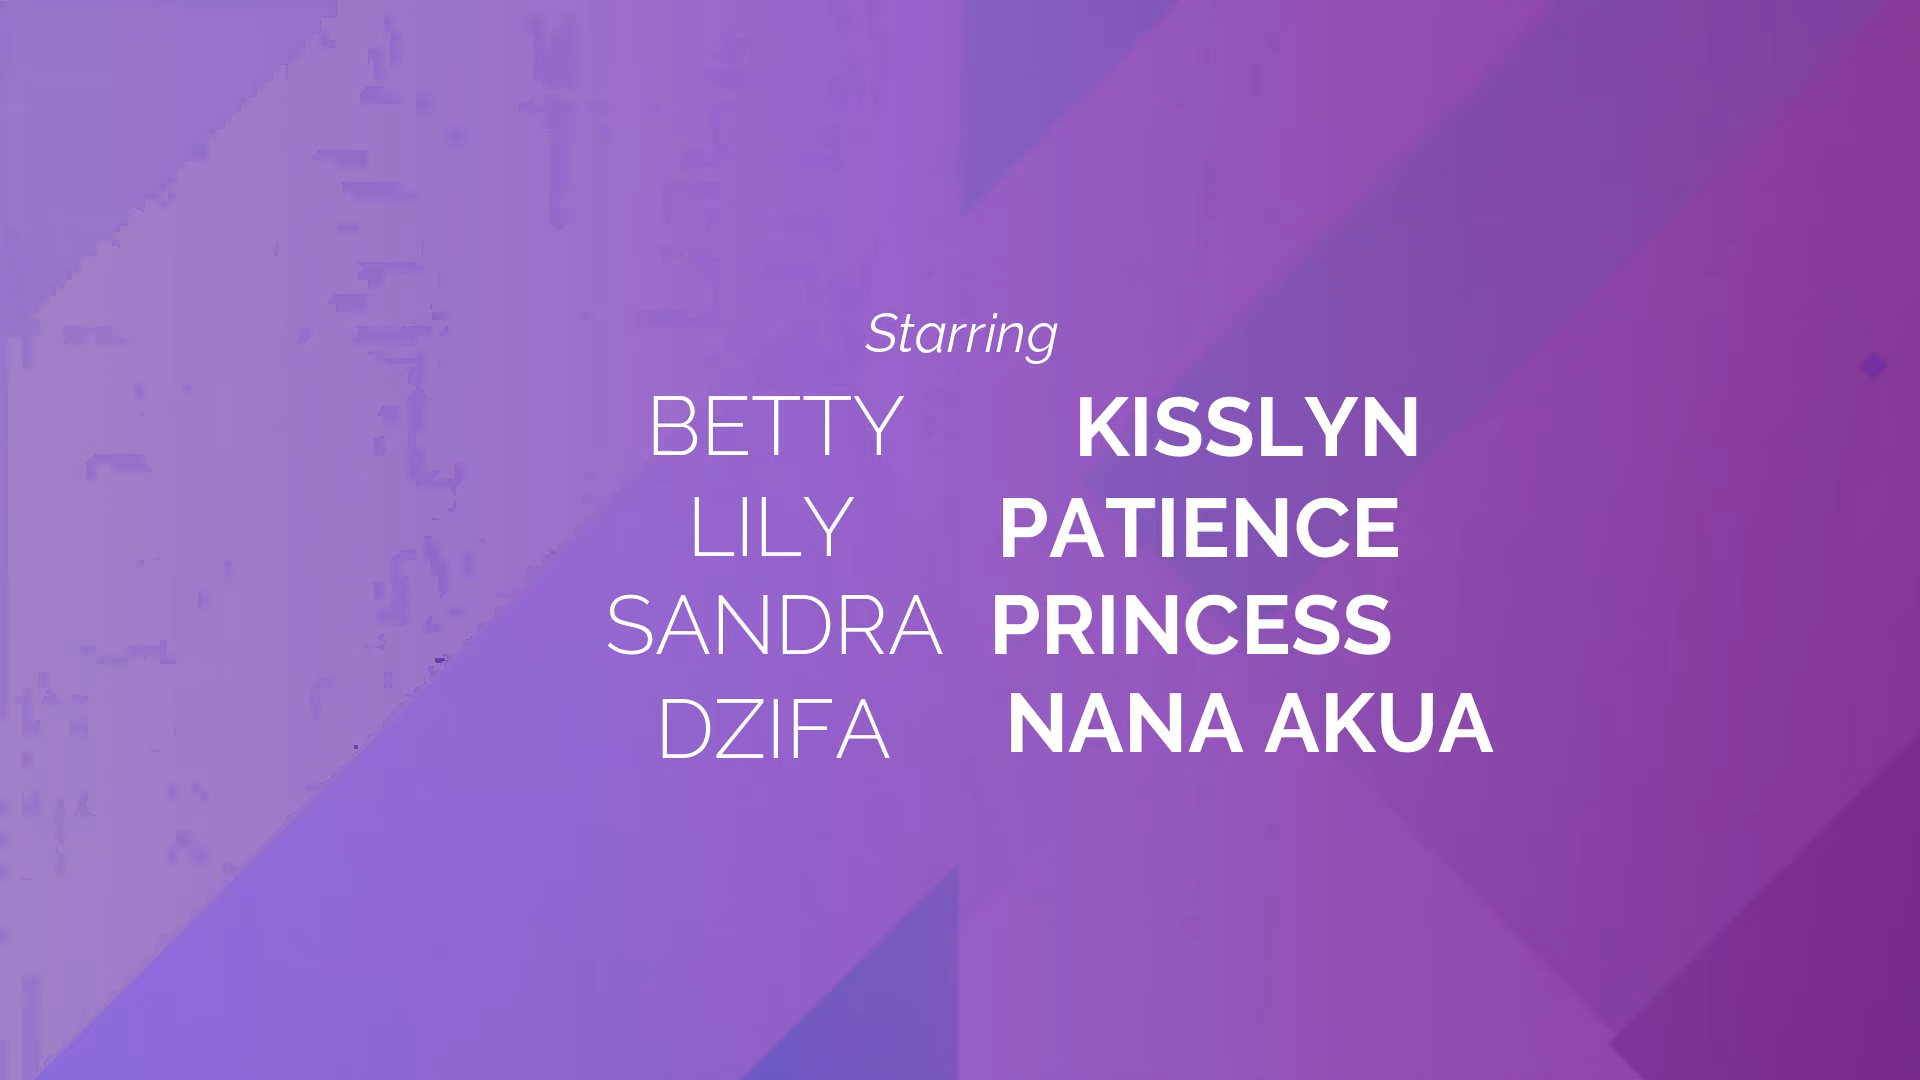 Starring
BETTY KISSLYN
LILY PATIENCE
SANDRA PRINCESS
DZIFA NANA AKUA